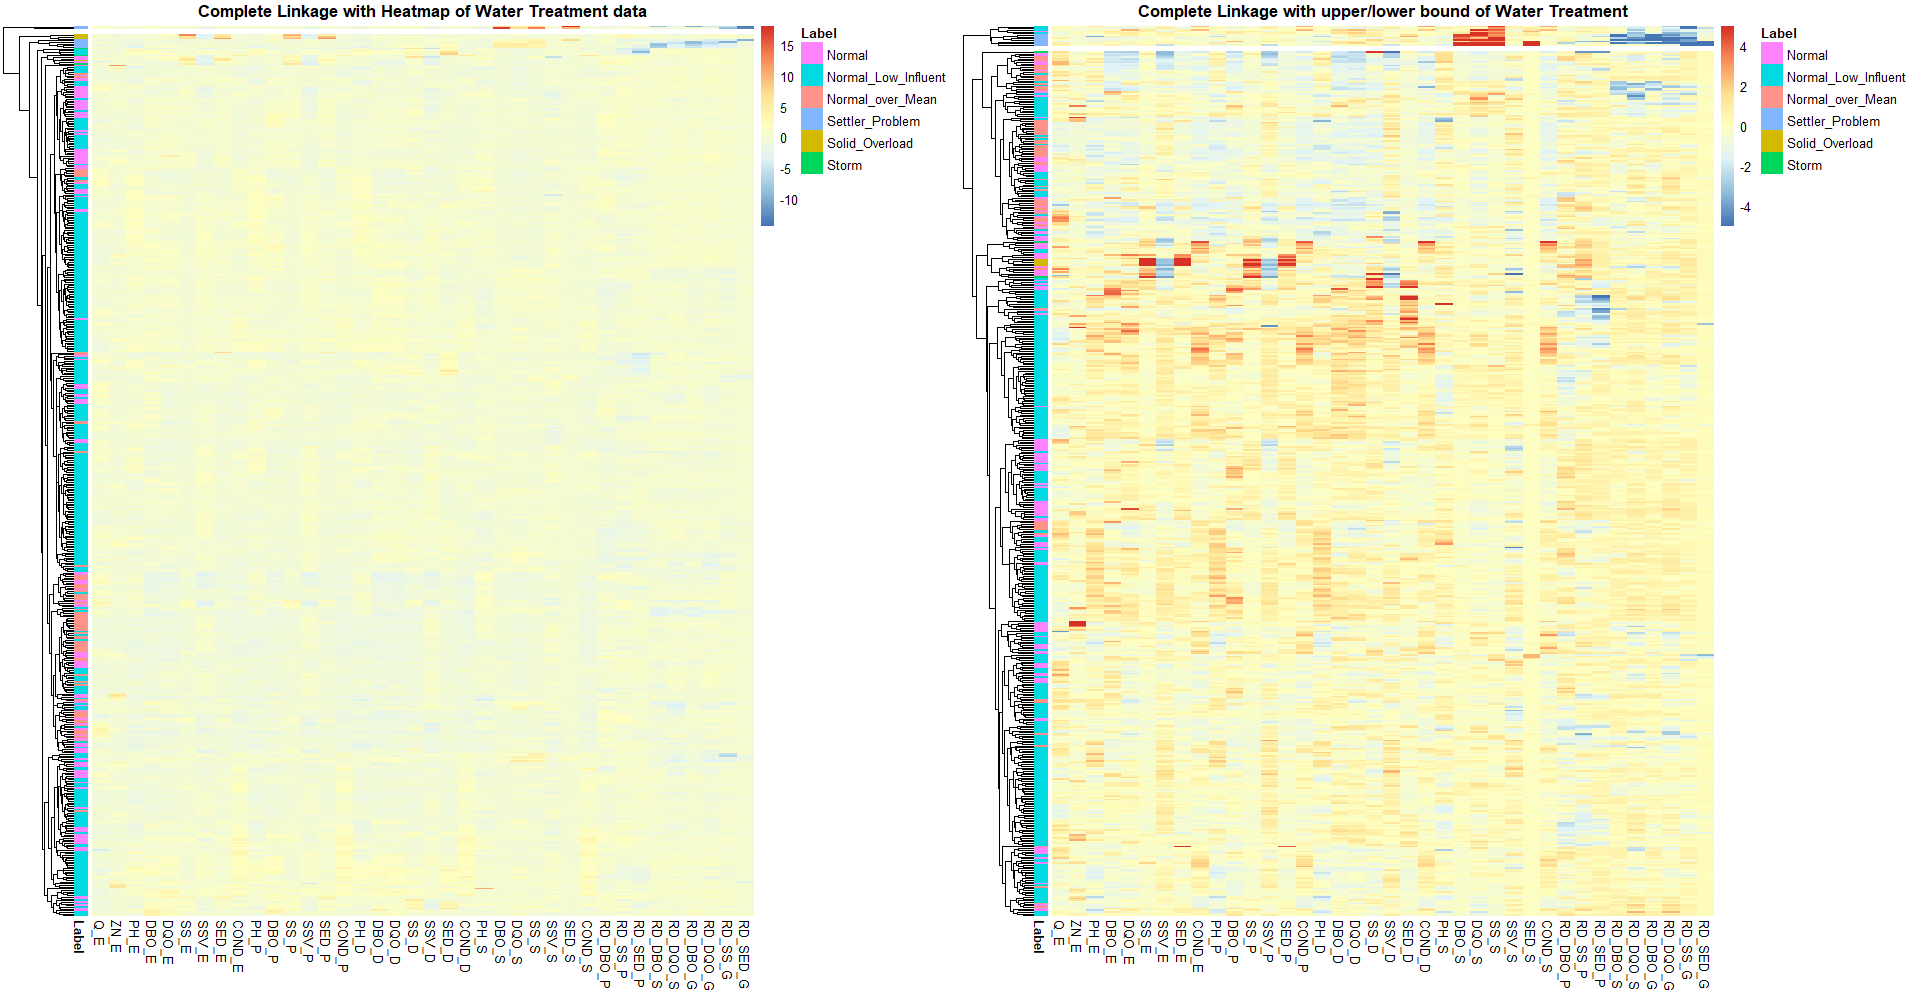 Complete Linkage with Heatmap of Water Treatment data
15
10
5
0
-5
-10
Label
Normal
Normal_Low_Influent
Normal_over_Mean
Settler_Problem
Solid_Overload
Storm
Label
Q_E
ZN_E
PH_E
DBO_E
DQO_E
SS_E
SSV_E
SED_E
COND_E
PH_P
DBO_P
SS_P
SSV_P
SED_P
COND_P
PH_D
DBO_D
DQO_D
SS_D
SSV_D
SED_D
COND_D
PH_S
DBO_S
DQO_S
SS_S
SSV_S
SED_S
COND_S
RD_DBO_P
RD_SS_P
RD_SED_P
RD_DBO_S
RD_DQO_S
RD_DBO_G
RD_DQO_G
RD_SS_G
RD_SED_G
Complete Linkage with upper/lower bound of Water Treatment
4
2
0
-2
-4
Label
Normal
Normal_Low_Influent
Normal_over_Mean
Settler_Problem
Solid_Overload
Storm
Label
Q_E
ZN_E
PH_E
DBO_E
DQO_E
SS_E
SSV_E
SED_E
COND_E
PH_P
DBO_P
SS_P
SSV_P
SED_P
COND_P
PH_D
DBO_D
DQO_D
SS_D
SSV_D
SED_D
COND_D
PH_S
DBO_S
DQO_S
SS_S
SSV_S
SED_S
COND_S
RD_DBO_P
RD_SS_P
RD_SED_P
RD_DBO_S
RD_DQO_S
RD_DBO_G
RD_DQO_G
RD_SS_G
RD_SED_G